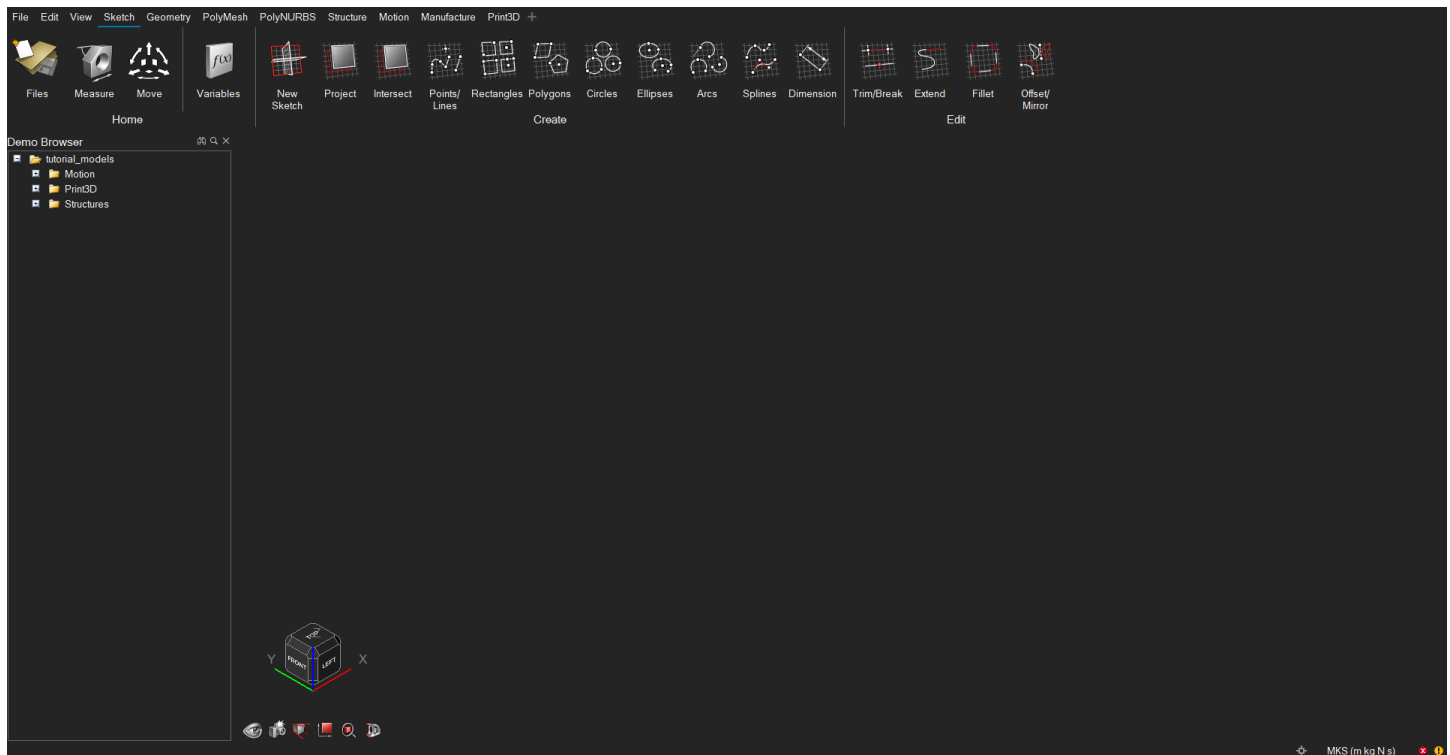 File Edit View Sketch Geometry PolyMesh PolyNURBS Structure Motion Manufacture Print3D
f(x)
Files Measure Move Variables New Sketch Project Intersect Points/ Lines Rectangles Polygons Circles Ellipses Arcs Splines Dimension Trim/Break Extend Fillet Offset/ Mirror
Home Create Edit
Demo Browser
tutorial_models
Motion
Print3D
Structures
TOP
Y FRONT LEFT X
MKS (m kg N s)